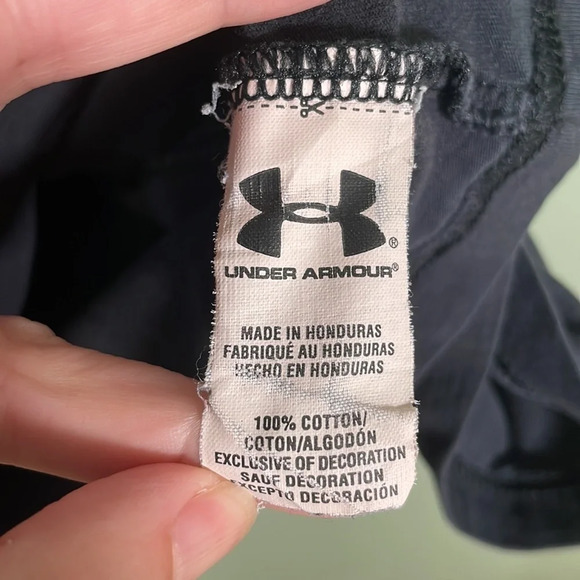 UNDER ARMOUR®
MADE IN HONDURAS
FABRIQUÉ AU HONDURAS
HECHO EN HONDURAS
100% COTTON/
COTON/ALGODÓN
EXCLUSIVE OF DECORATION
SAUF DÉCORATION
EXCEPTO DECORACIÓN